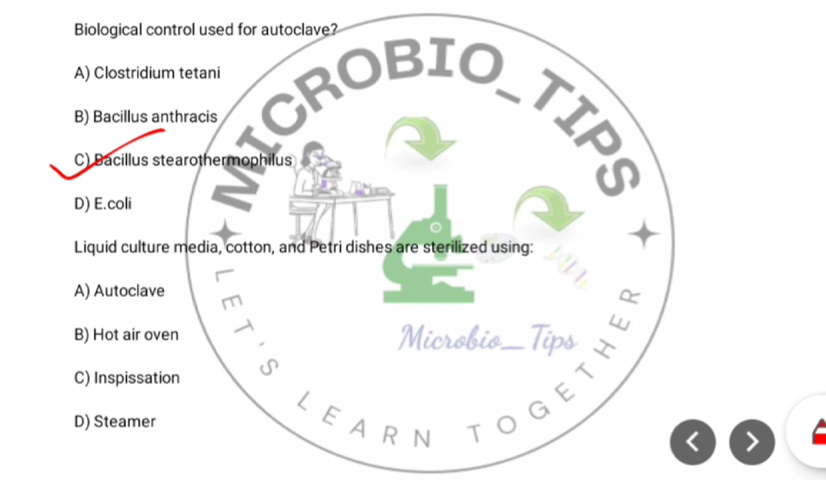 Biological control used for autoclave?
A) Clostridium tetani
B) Bacillus anthracis
C) Bacillus stearothermophilus
D) E.coli
Liquid culture media, cotton, and Petri dishes are sterilized using:
A) Autoclave
B) Hot air oven
C) Inspissation
D) Steamer
MICROBIO_TIPS
Microbio_Tips
LET'S LEARN TOGETHER